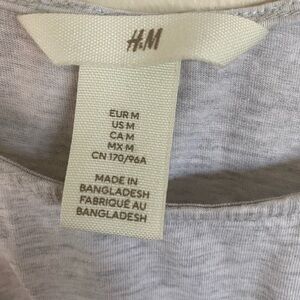 H&M
EUR M
US M
CA M
MX M
CN 170/96A
MADE IN
BANGLADESH
FABRIQUÉ AU
BANGLADESH